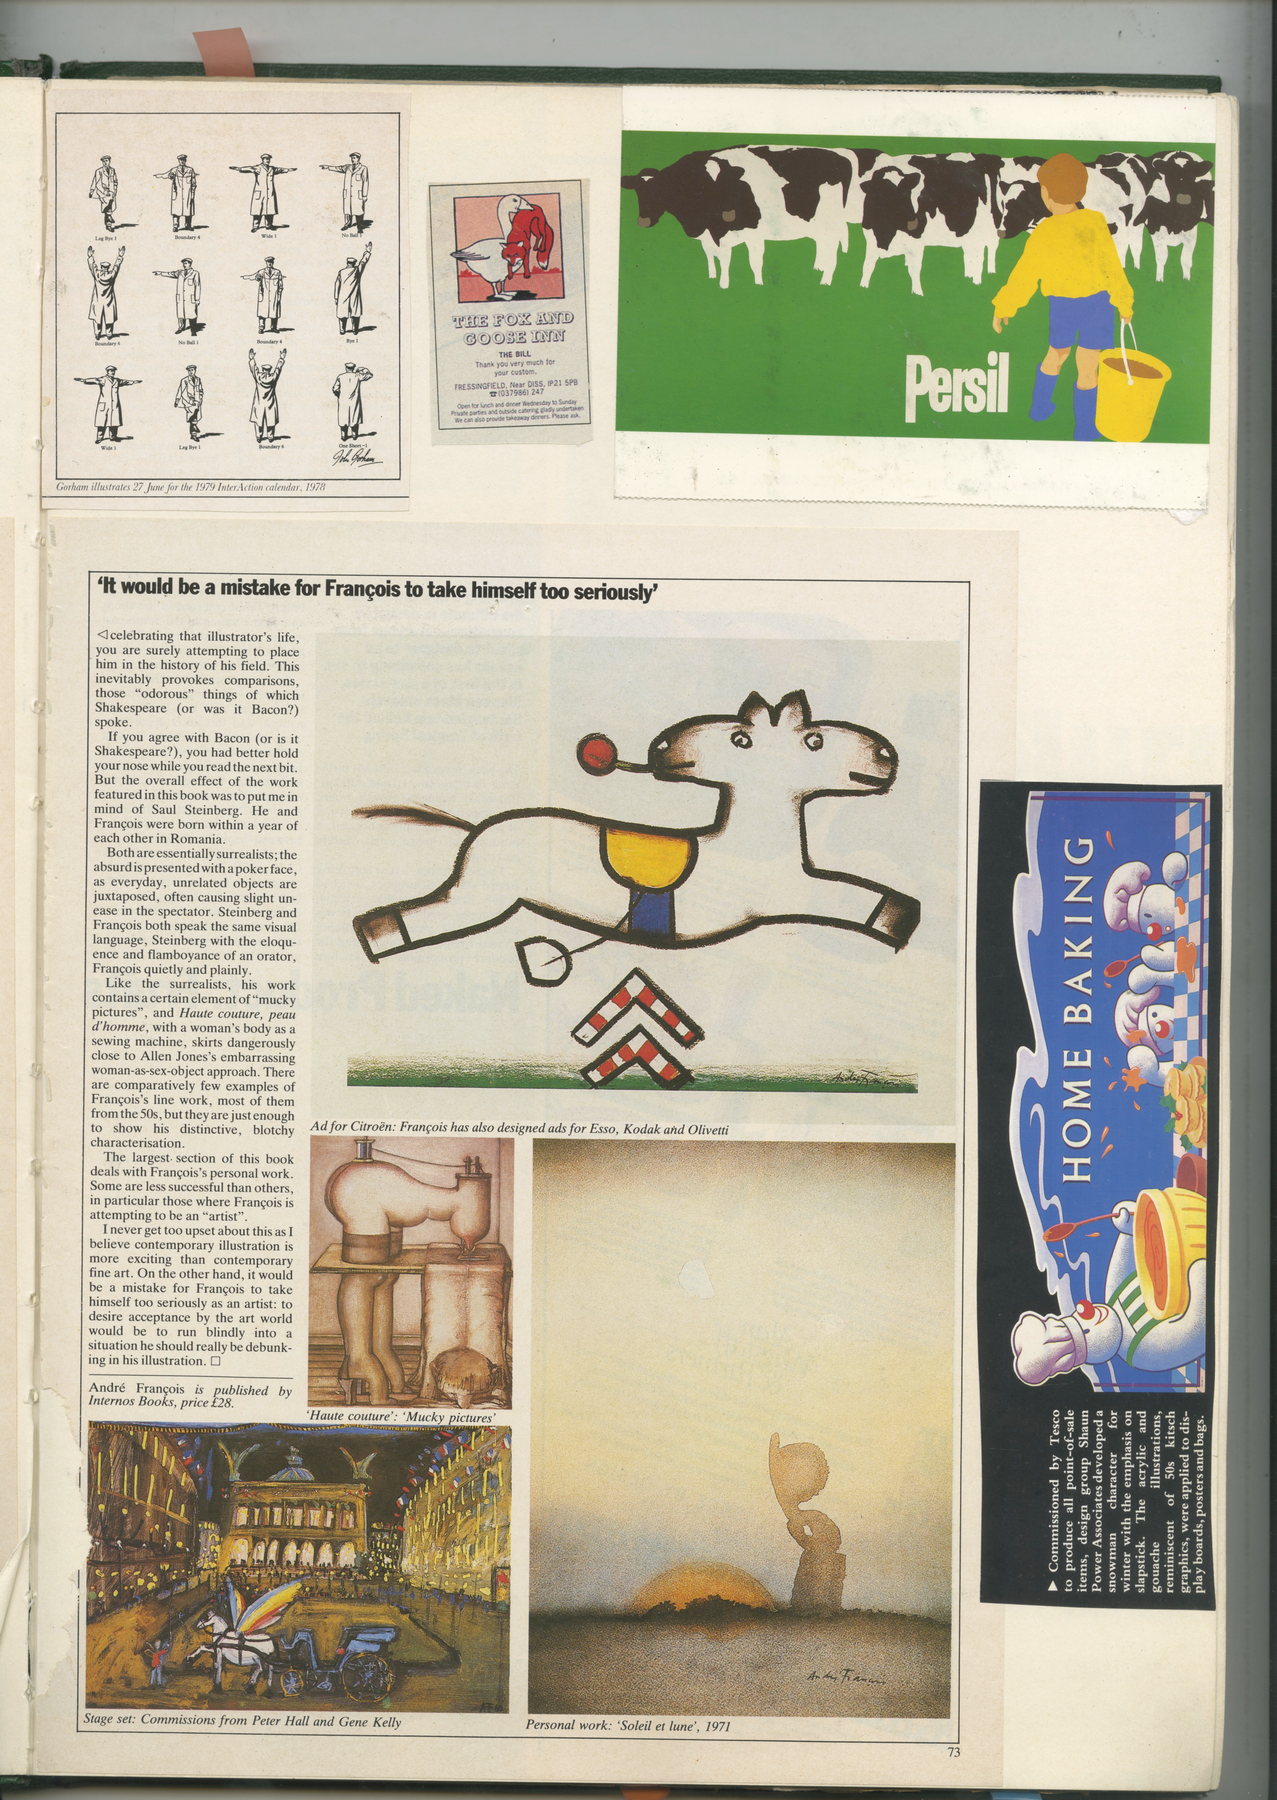 Leg Bye 1
Boundary 4
Wide 1
No Ball 1
Boundary 6
No Ball 1
Boundary 4
Bye 1
Wide 1
Leg Bye 1
Boundary 6
One Short -1
John Gorham
Gorham illustrates 27 June for the 1979 InterAction calendar, 1978
THE FOX AND
GOOSE INN
THE BILL
Thank you very much for
your custom.
FRESSINGFIELD, Near DISS, IP21 5PB
☎(037986) 247
Open for lunch and dinner Wednesday to Sunday
Private parties and outside catering gladly undertaken
We can also provide takeaway dinners. Please ask.
Persil
‘It would be a mistake for François to take himself too seriously’
◁celebrating that illustrator's life,
you are surely attempting to place
him in the history of his field. This
inevitably provokes comparisons,
those “odorous” things of which
Shakespeare (or was it Bacon?)
spoke.
If you agree with Bacon (or is it
Shakespeare?), you had better hold
your nose while you read the next bit.
But the overall effect of the work
featured in this book was to put me in
mind of Saul Steinberg. He and
François were born within a year of
each other in Romania.
Both are essentially surrealists; the
absurd is presented with a poker face,
as everyday, unrelated objects are
juxtaposed, often causing slight un-
ease in the spectator. Steinberg and
François both speak the same visual
language, Steinberg with the eloqu-
ence and flamboyance of an orator,
François quietly and plainly.
Like the surrealists, his work
contains a certain element of “mucky
pictures”, and Haute couture, peau
d'homme, with a woman's body as a
sewing machine, skirts dangerously
close to Allen Jones's embarrassing
woman-as-sex-object approach. There
are comparatively few examples of
François's line work, most of them
from the 50s, but they are just enough
to show his distinctive, blotchy
characterisation.
The largest section of this book
deals with François's personal work.
Some are less successful than others,
in particular those where François is
attempting to be an “artist”.
I never get too upset about this as I
believe contemporary illustration is
more exciting than contemporary
fine art. On the other hand, it would
be a mistake for François to take
himself too seriously as an artist: to
desire acceptance by the art world
would be to run blindly into a
situation he should really be debunk-
ing in his illustration. □
André François is published by
Internos Books, price £28.
André François
Ad for Citroën: François has also designed ads for Esso, Kodak and Olivetti
‘Haute couture’: ‘Mucky pictures’
Stage set: Commissions from Peter Hall and Gene Kelly
André François
Personal work: ‘Soleil et lune’, 1971
73
HOME BAKING
▶ Commissioned by Tesco
to produce all point-of-sale
items, design group Shaun
Power Associates developed a
snowman character for
winter with the emphasis on
slapstick. The acrylic and
gouache illustrations,
reminiscent of 50s kitsch
graphics, were applied to dis-
play boards, posters and bags.